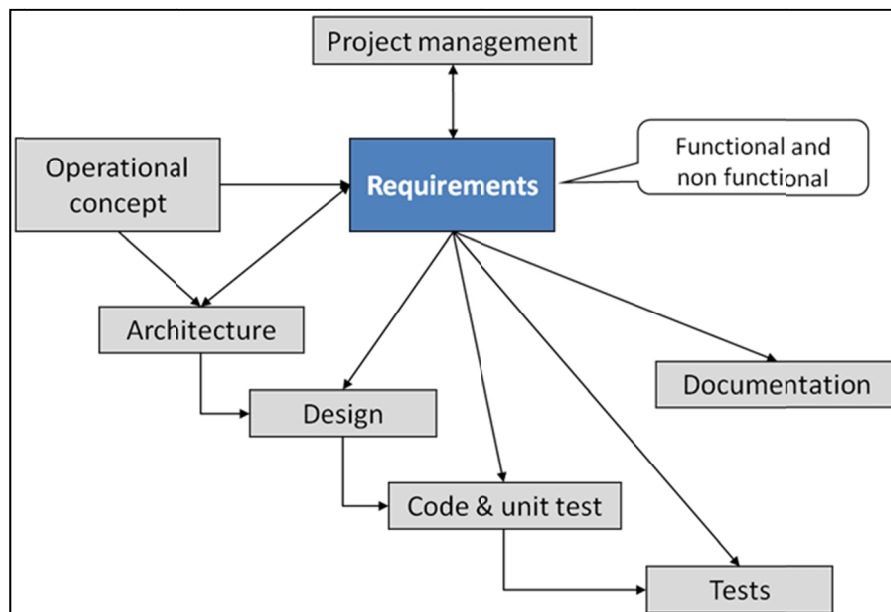 Project management
Operational
concept
Requirements
Functional and
non functional
Architecture
Documentation
Design
Code & unit test
Tests